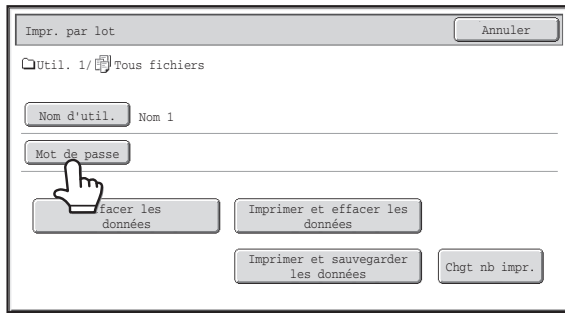 Impr. par lot
Annuler
Util. 1/ Tous fichiers
Nom d'util.
Nom 1
Mot de passe
facer les
données
Imprimer et effacer les
données
Imprimer et sauvegarder
les données
Chgt nb impr.